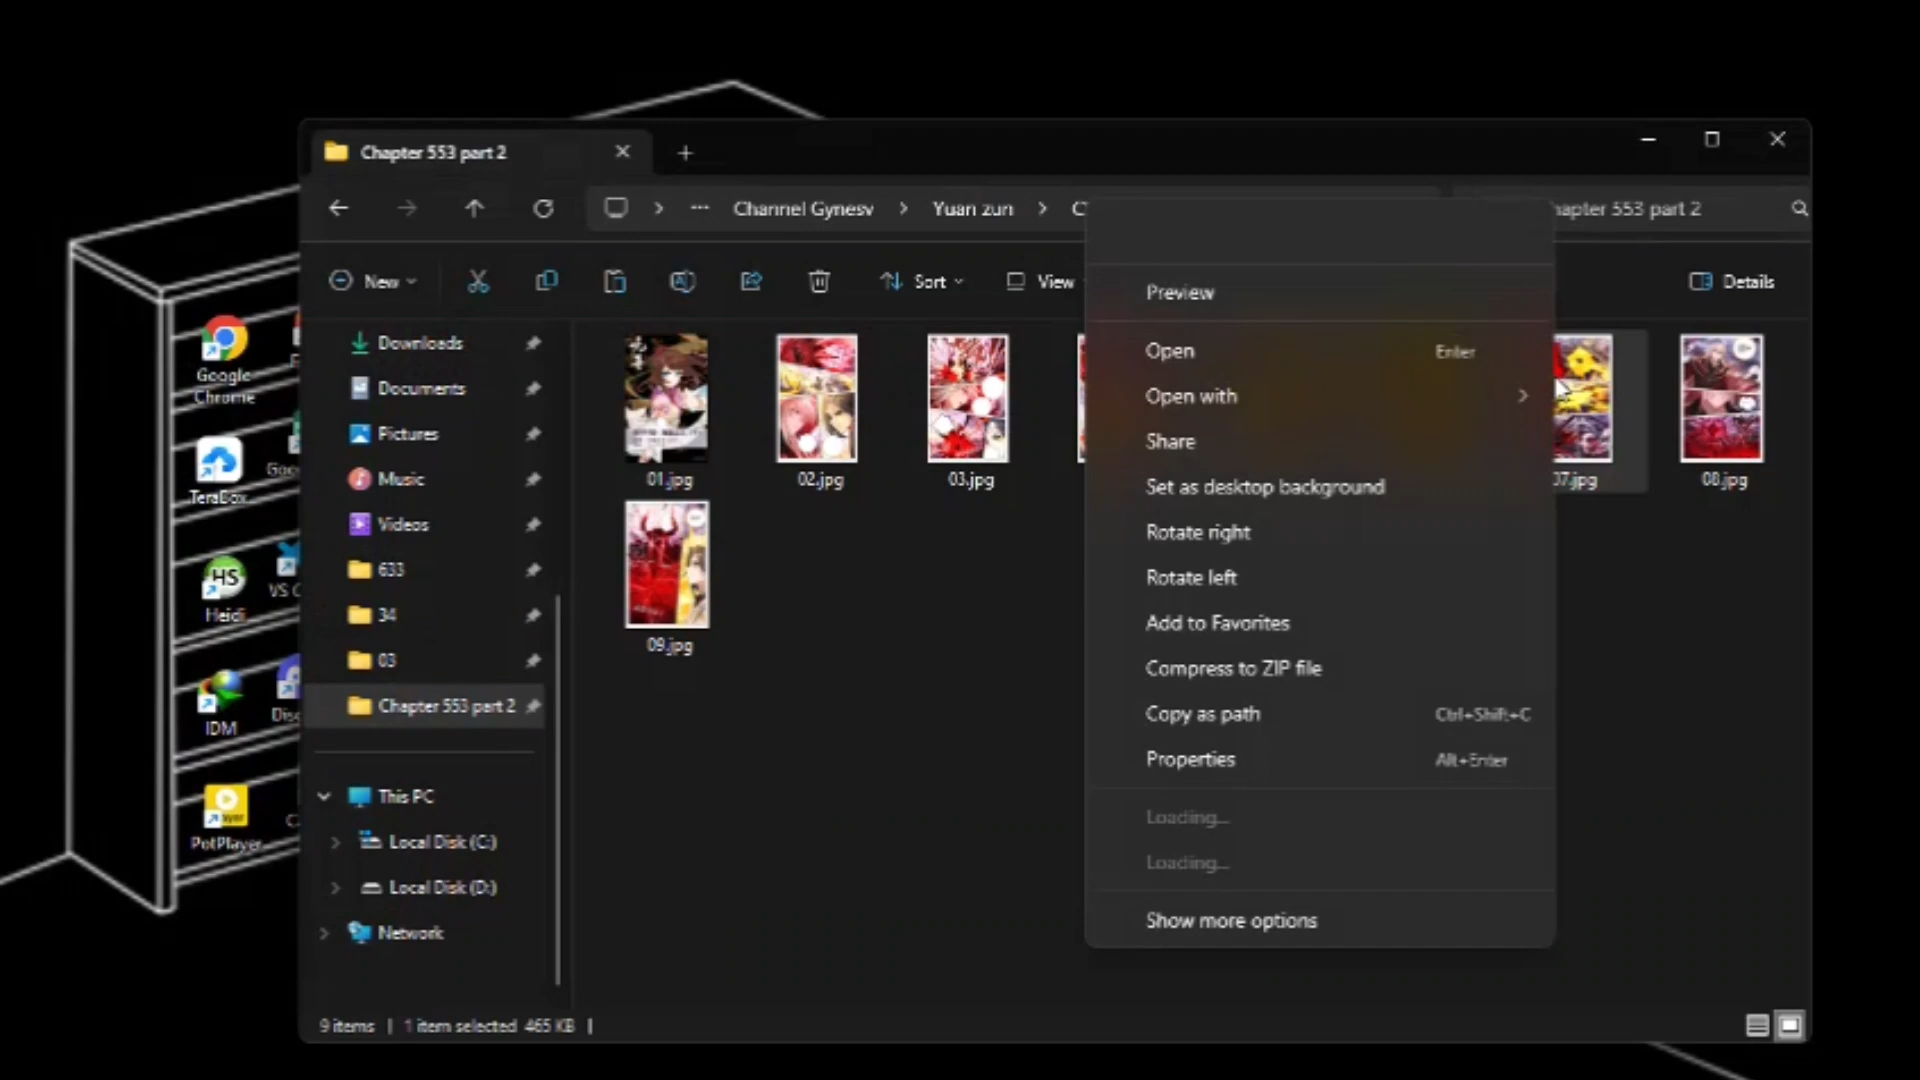 Chapter 553 part 2
Channel Gynesv
Yuan zun
hapter 553 part 2
New
Sort
View
Details
Google
Chrome
TeraBox...
Heidi...
VS C
IDM
Disc
PotPlayer
Downloads
Documents
Pictures
Music
Videos
633
34
03
Chapter 553 part 2
This PC
Local Disk (C:)
Local Disk (D:)
Network
01.jpg
02.jpg
03.jpg
07.jpg
08.jpg
09.jpg
Preview
Open Enter
Open with
Share
Set as desktop background
Rotate right
Rotate left
Add to Favorites
Compress to ZIP file
Copy as path Ctrl+Shift+C
Properties Alt+Enter
Loading...
Loading...
Show more options
9 items | 1 item selected 465 KB |